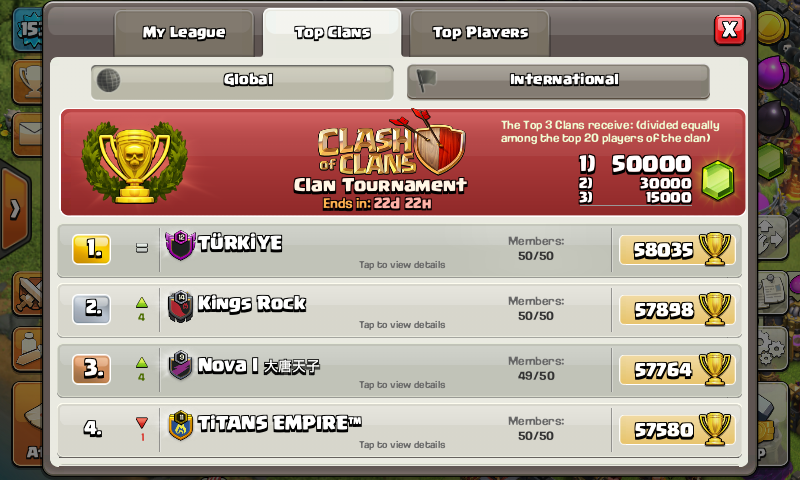 My League
Top Clans
Top Players
X
Global
International
CLASH of CLANS
Clan Tournament
Ends in: 22d 22H
The Top 3 Clans receive: (divided equally
among the top 20 players of the clan)
1) 50000
2) 30000
3) 15000
1. = 12 TÜRKİYE Members: 50/50 Tap to view details 58035
2. 4 Kings Rock Members: 50/50 Tap to view details 57898
3. 4 Nova | 大唐天子 Members: 49/50 Tap to view details 57764
4. 1 TiTANS EMPIRE™ Members: 50/50 Tap to view details 57580